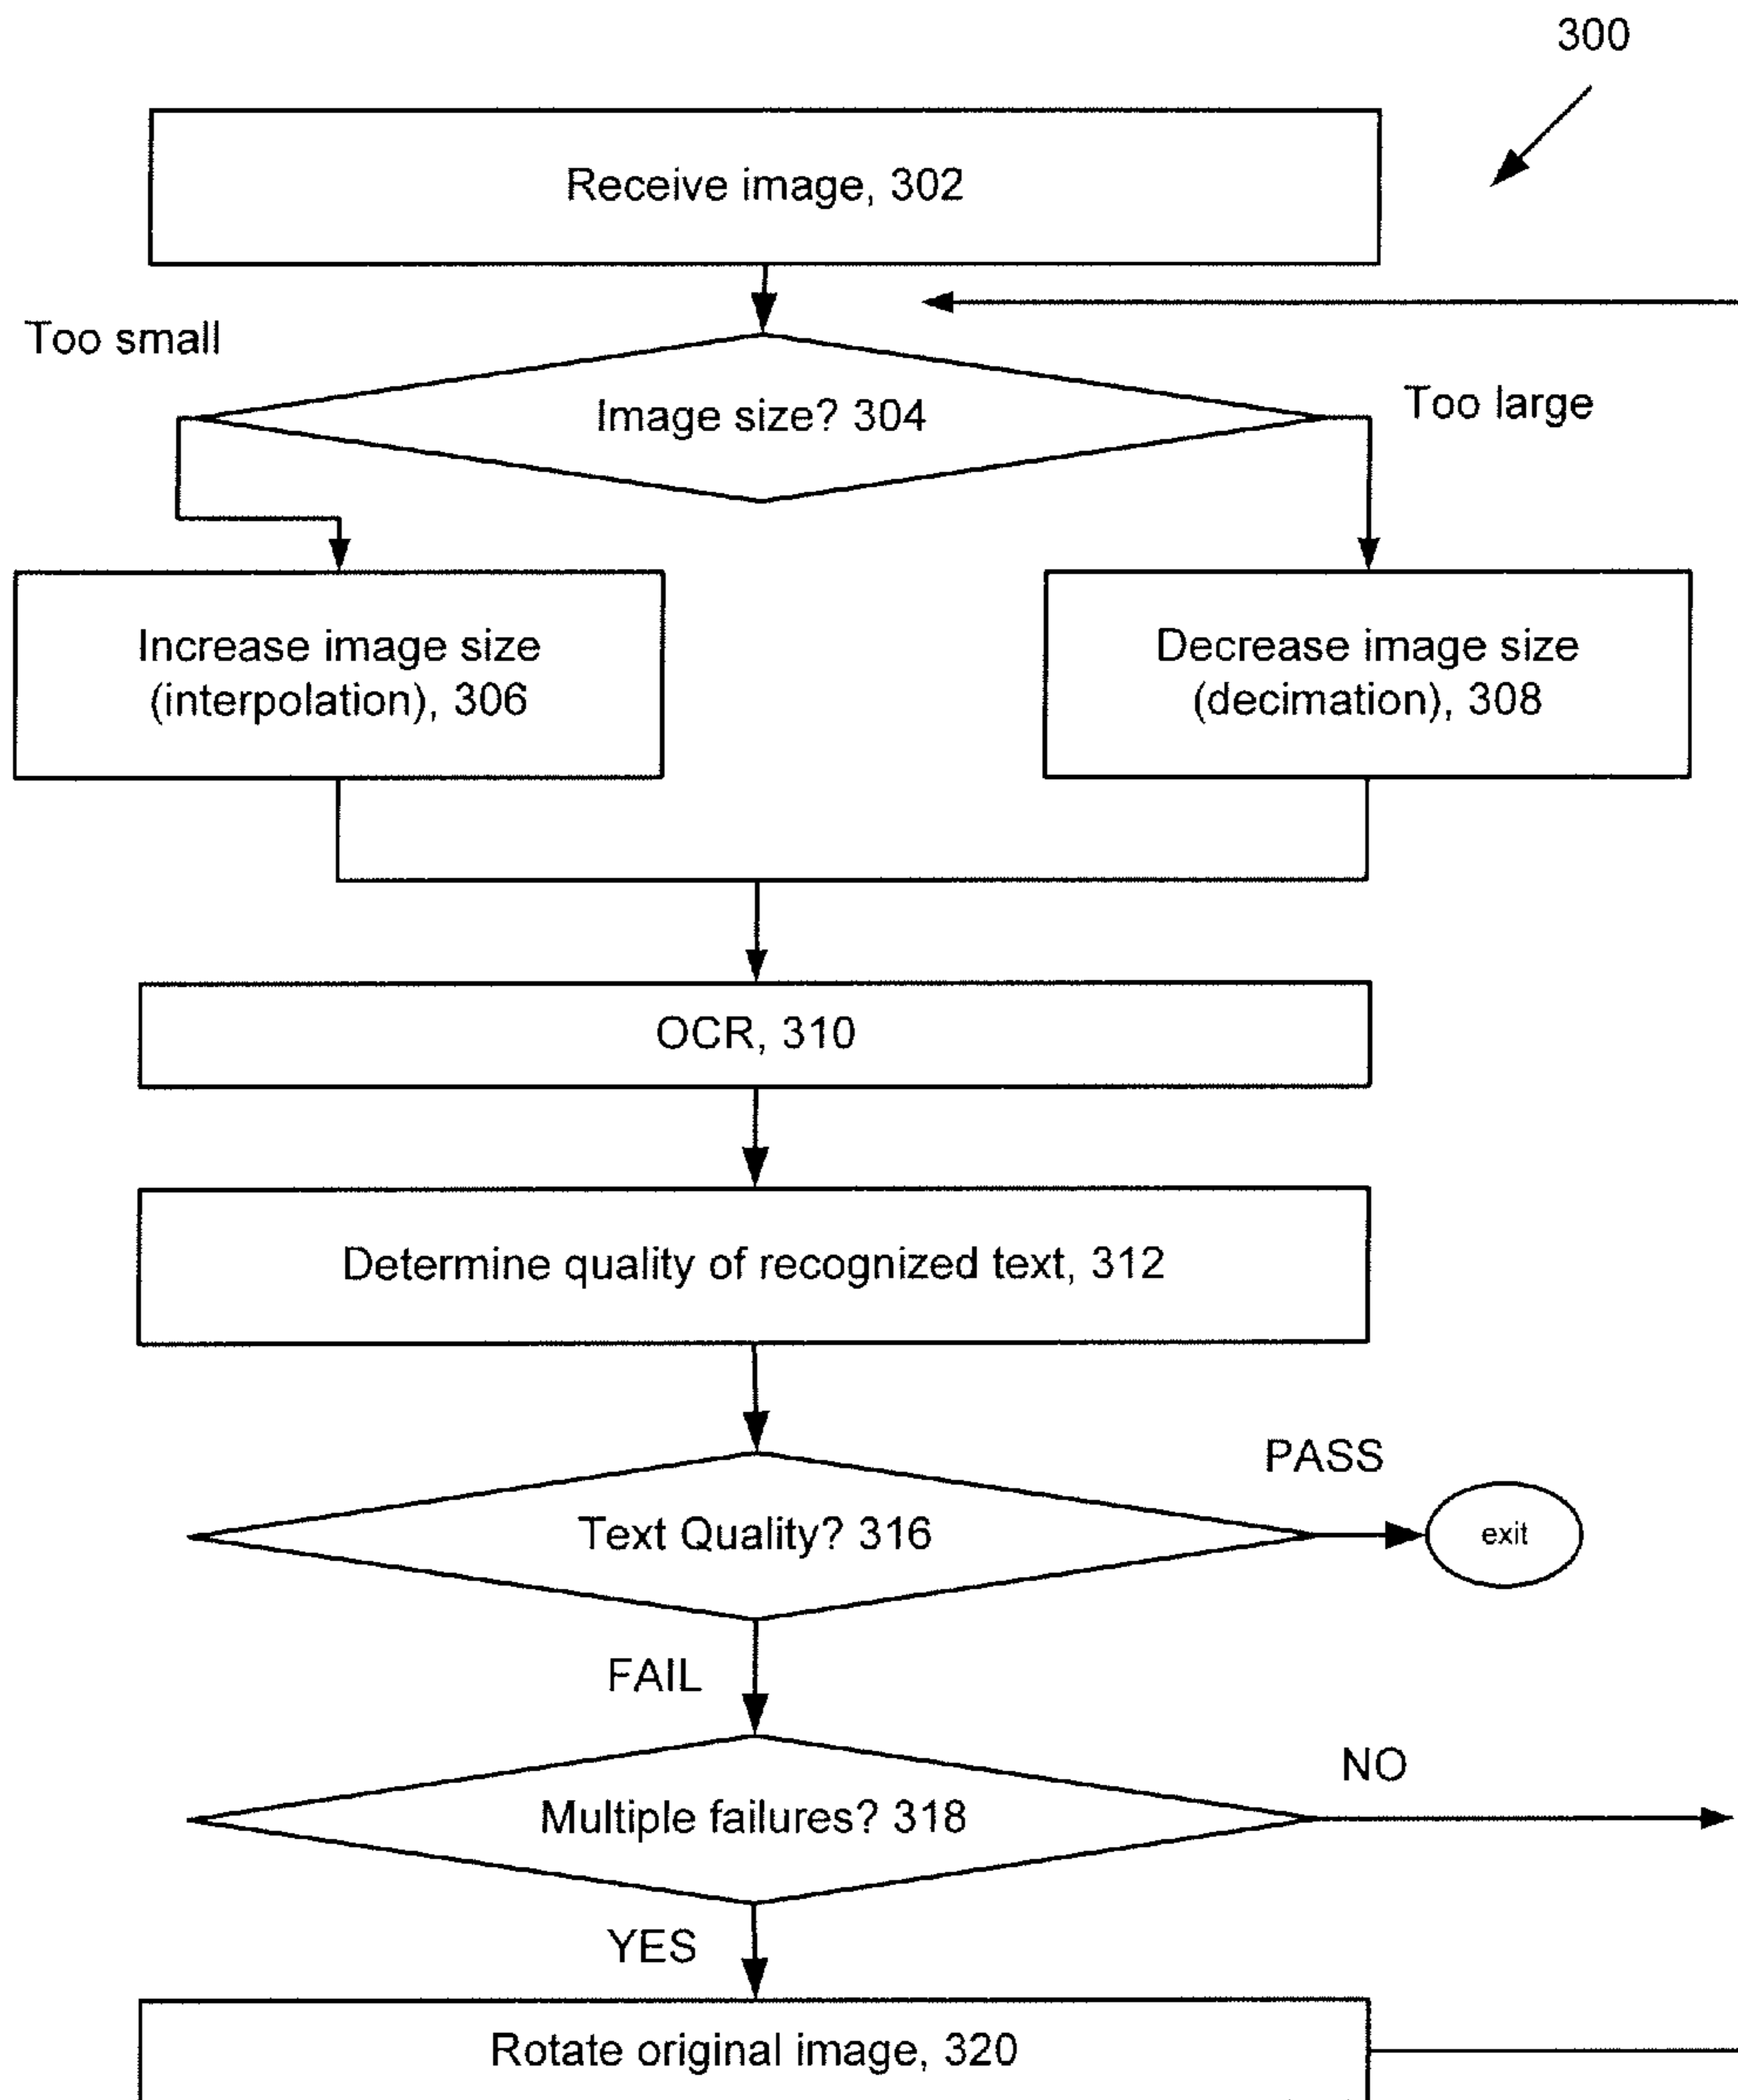 300
Receive image, 302
Too small
Image size? 304
Too large
Increase image size
(interpolation), 306
Decrease image size
(decimation), 308
OCR, 310
Determine quality of recognized text, 312
PASS
Text Quality? 316
exit
FAIL
NO
Multiple failures? 318
YES
Rotate original image, 320